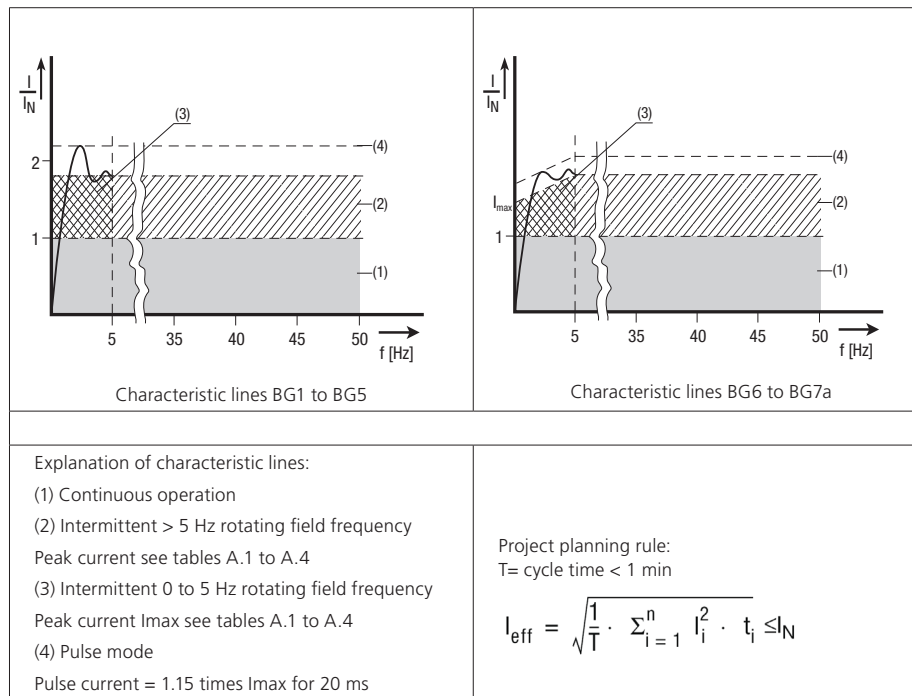 I
I_N
(3)
2
(4)
(2)
1
(1)
5 35 40 45 50
f [Hz]
Characteristic lines BG1 to BG5
I
I_N
(3)
(4)
I_max
(2)
1
(1)
5 35 40 45 50
f [Hz]
Characteristic lines BG6 to BG7a
Explanation of characteristic lines:
(1) Continuous operation
(2) Intermittent > 5 Hz rotating field frequency
Peak current see tables A.1 to A.4
(3) Intermittent 0 to 5 Hz rotating field frequency
Peak current Imax see tables A.1 to A.4
(4) Pulse mode
Pulse current = 1.15 times Imax for 20 ms
Project planning rule:
T= cycle time < 1 min
I_eff = √(1/T · Σ_{i = 1}^n I_i^2 · t_i) ≤I_N